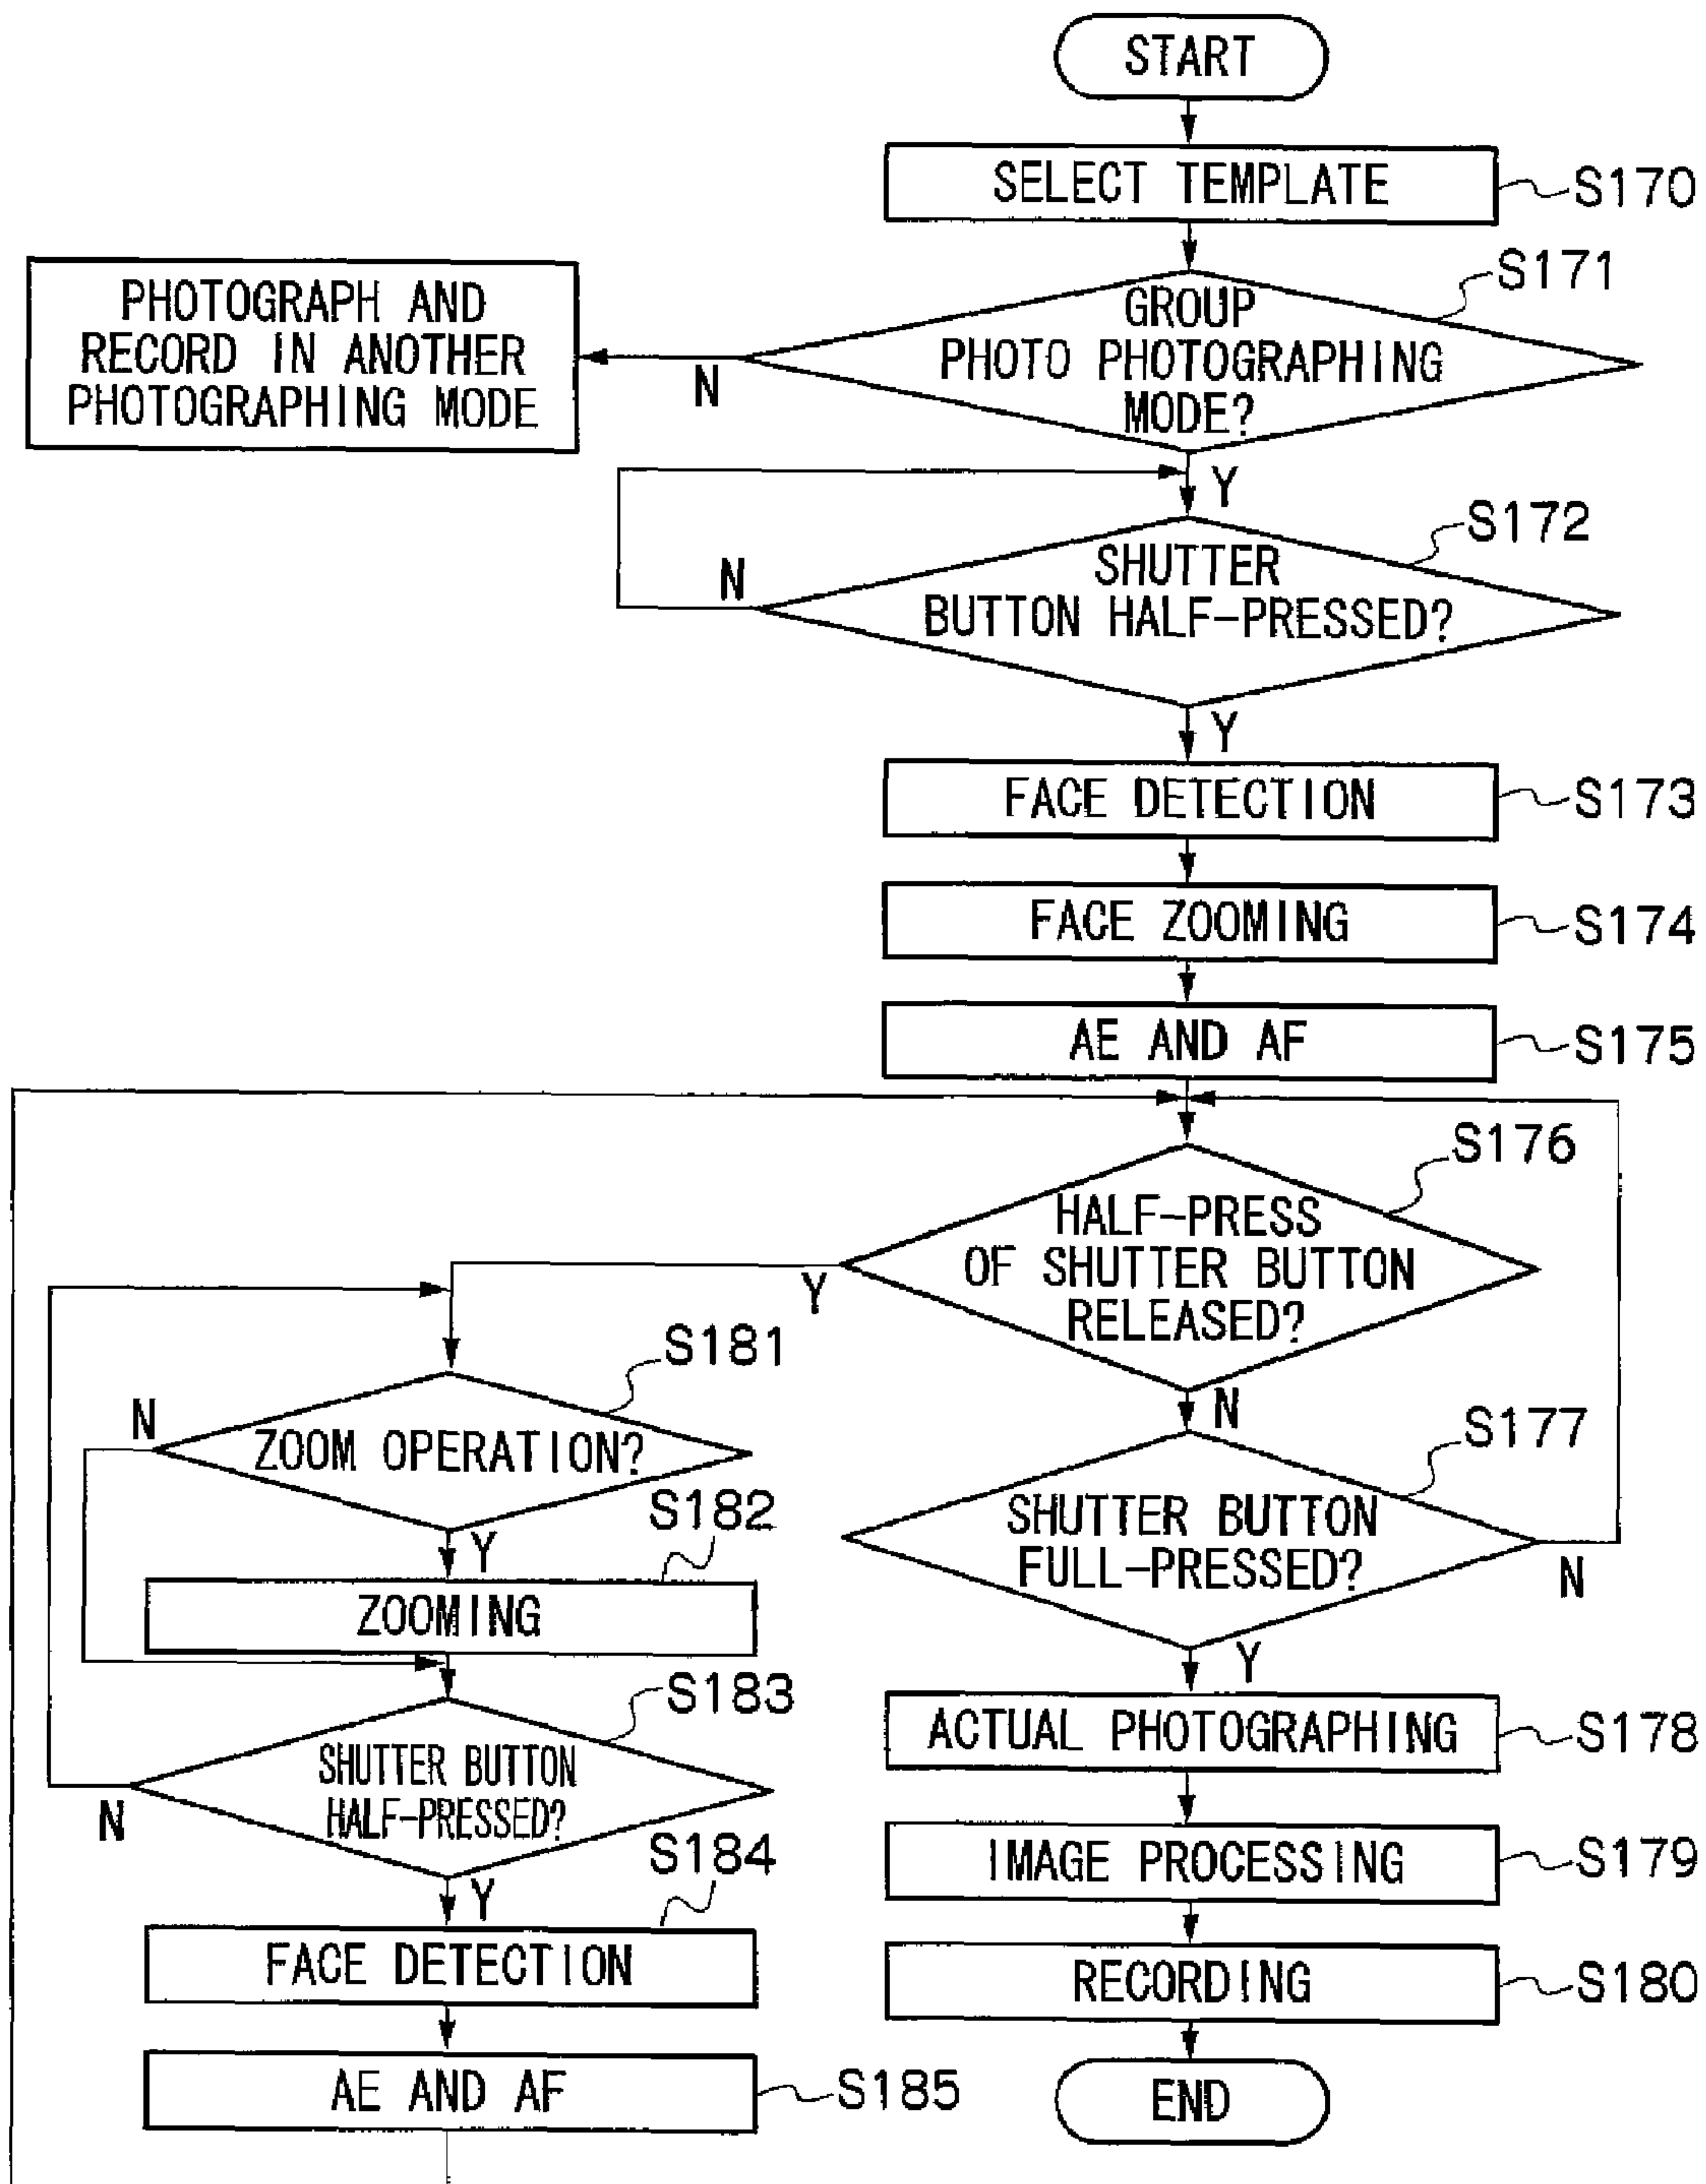 START
SELECT TEMPLATE
S170
S171
GROUP
PHOTO PHOTOGRAPHING
MODE?
N
PHOTOGRAPH AND
RECORD IN ANOTHER
PHOTOGRAPHING MODE
Y
S172
SHUTTER
BUTTON HALF-PRESSED?
N
Y
FACE DETECTION
S173
FACE ZOOMING
S174
AE AND AF
S175
S176
HALF-PRESS
OF SHUTTER BUTTON
RELEASED?
Y
N
S177
SHUTTER BUTTON
FULL-PRESSED?
N
Y
ACTUAL PHOTOGRAPHING
S178
IMAGE PROCESSING
S179
RECORDING
S180
END
S181
ZOOM OPERATION?
N
Y
S182
ZOOMING
S183
SHUTTER BUTTON
HALF-PRESSED?
N
Y
S184
FACE DETECTION
AE AND AF
S185